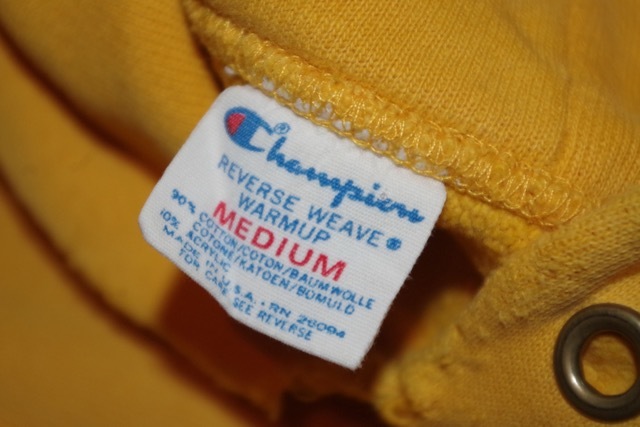 Champion®
REVERSE WEAVE®
WARMUP
MEDIUM
90% COTTON/COTON/BAUMWOLLE
COTONE/KATOEN/BOMULD
10% ACRYLIC
MADE IN U.S.A. • RN 26094
FOR CARE SEE REVERSE